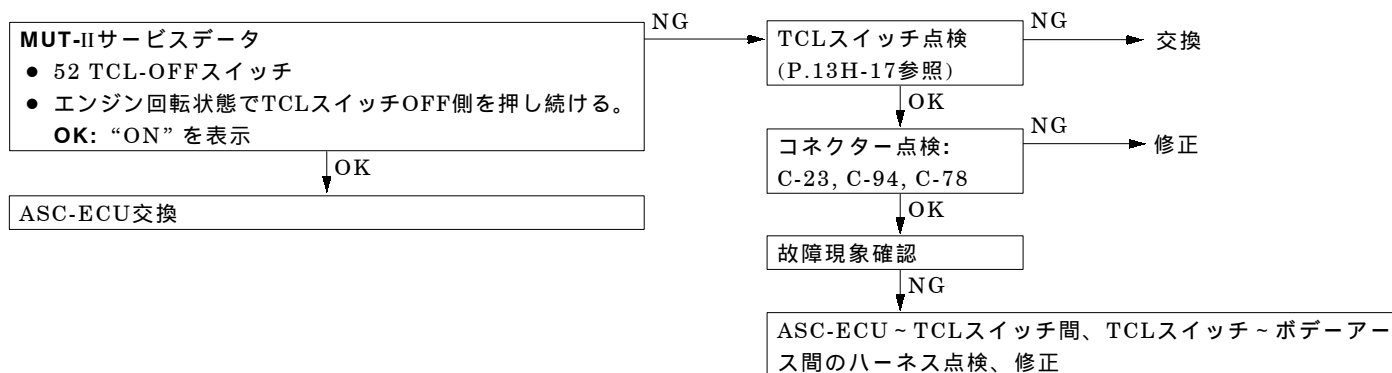 MUT-IIサービスデータ
● 52 TCL-OFFスイッチ
● エンジン回転状態でTCLスイッチOFF側を押し続ける。
OK: “ON” を表示
OK
ASC-ECU交換
NG
TCLスイッチ点検
(P.13H-17参照)
NG
交換
OK
コネクター点検:
C-23, C-94, C-78
NG
修正
OK
故障現象確認
NG
ASC-ECU ~ TCLスイッチ間、TCLスイッチ ~ ボデーアー
ス間のハーネス点検、修正